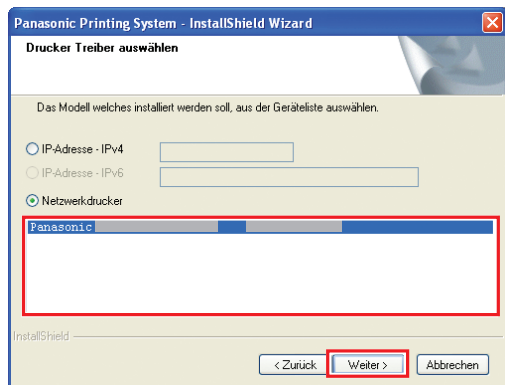 Panasonic Printing System - InstallShield Wizard
Drucker Treiber auswählen
Das Modell welches installiert werden soll, aus der Geräteliste auswählen.
IP-Adresse - IPv4
IP-Adresse - IPv6
Netzwerkdrucker
Panasonic
InstallShield
< Zurück Weiter > Abbrechen